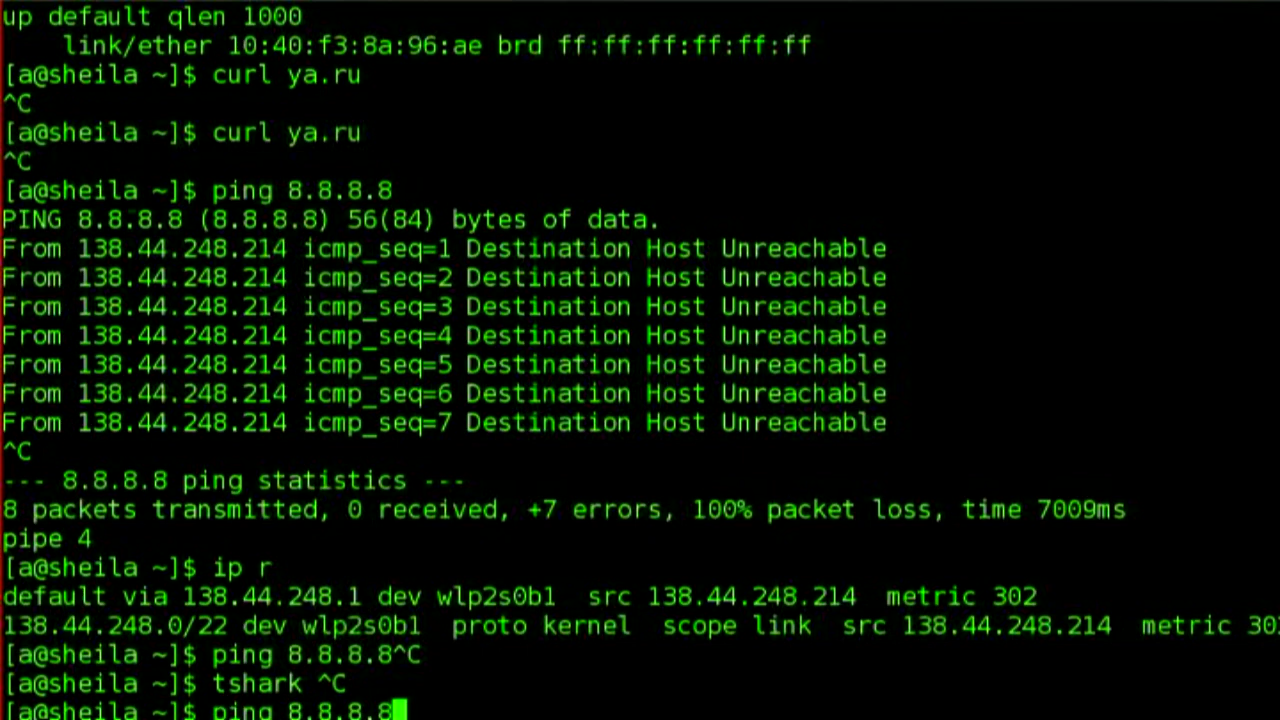 up default qlen 1000
    link/ether 10:40:f3:8a:96:ae brd ff:ff:ff:ff:ff:ff
[a@sheila ~]$ curl ya.ru
^C
[a@sheila ~]$ curl ya.ru
^C
[a@sheila ~]$ ping 8.8.8.8
PING 8.8.8.8 (8.8.8.8) 56(84) bytes of data.
From 138.44.248.214 icmp_seq=1 Destination Host Unreachable
From 138.44.248.214 icmp_seq=2 Destination Host Unreachable
From 138.44.248.214 icmp_seq=3 Destination Host Unreachable
From 138.44.248.214 icmp_seq=4 Destination Host Unreachable
From 138.44.248.214 icmp_seq=5 Destination Host Unreachable
From 138.44.248.214 icmp_seq=6 Destination Host Unreachable
From 138.44.248.214 icmp_seq=7 Destination Host Unreachable
^C
--- 8.8.8.8 ping statistics ---
8 packets transmitted, 0 received, +7 errors, 100% packet loss, time 7009ms
pipe 4
[a@sheila ~]$ ip r
default via 138.44.248.1 dev wlp2s0b1  src 138.44.248.214  metric 302
138.44.248.0/22 dev wlp2s0b1  proto kernel  scope link  src 138.44.248.214  metric 30
[a@sheila ~]$ ping 8.8.8.8^C
[a@sheila ~]$ tshark ^C
[a@sheila ~]$ ping 8.8.8.8